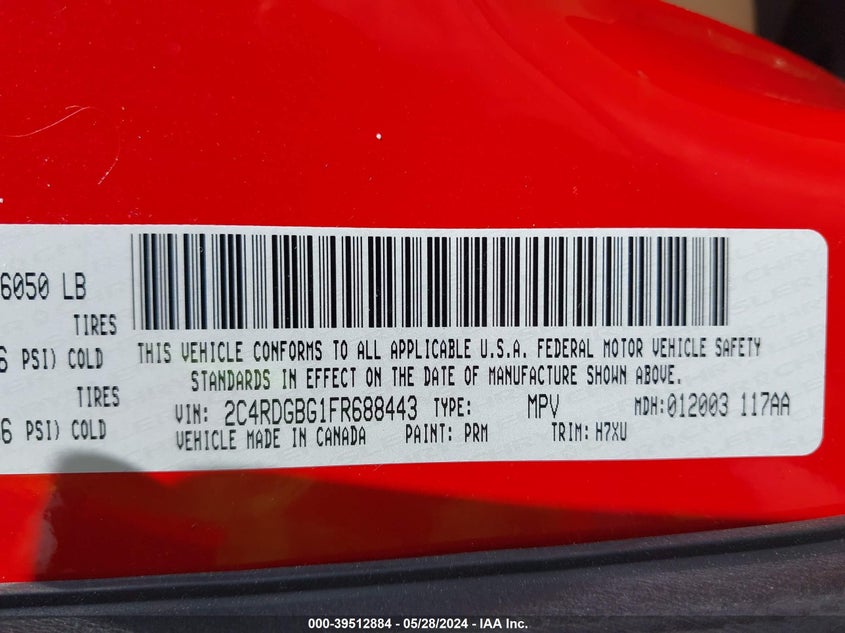 6050 LB
TIRES
6 PSI) COLD
TIRES
6 PSI) COLD
THIS VEHICLE CONFORMS TO ALL APPLICABLE U.S.A. FEDERAL MOTOR VEHICLE SAFETY
STANDARDS IN EFFECT ON THE DATE OF MANUFACTURE SHOWN ABOVE.
VIN: 2C4RDGBG1FR688443 TYPE: MPV MDH:012003 117AA
VEHICLE MADE IN CANADA PAINT: PRM TRIM: H7XU
000-39512884 - 05/28/2024 - IAA Inc.